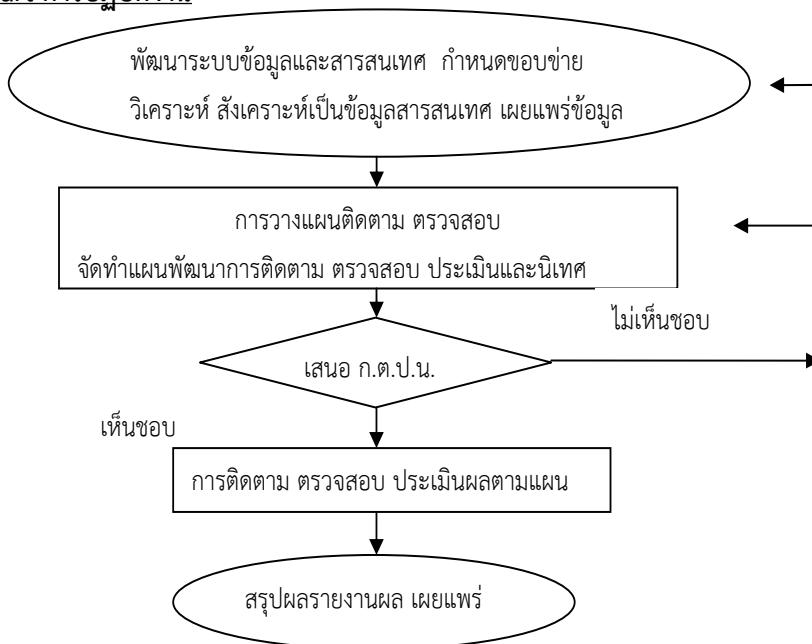 พัฒนาระบบข้อมูลและสารสนเทศ กำหนดขอบข่าย
วิเคราะห์ สังเคราะห์เป็นข้อมูลสารสนเทศ เผยแพร่ข้อมูล
การวางแผนติดตาม ตรวจสอบ
จัดทำแผนพัฒนาการติดตาม ตรวจสอบ ประเมินและนิเทศ
ไม่เห็นชอบ
เสนอ ก.ต.ป.น.
เห็นชอบ
การติดตาม ตรวจสอบ ประเมินผลตามแผน
สรุปผลรายงานผล เผยแพร่